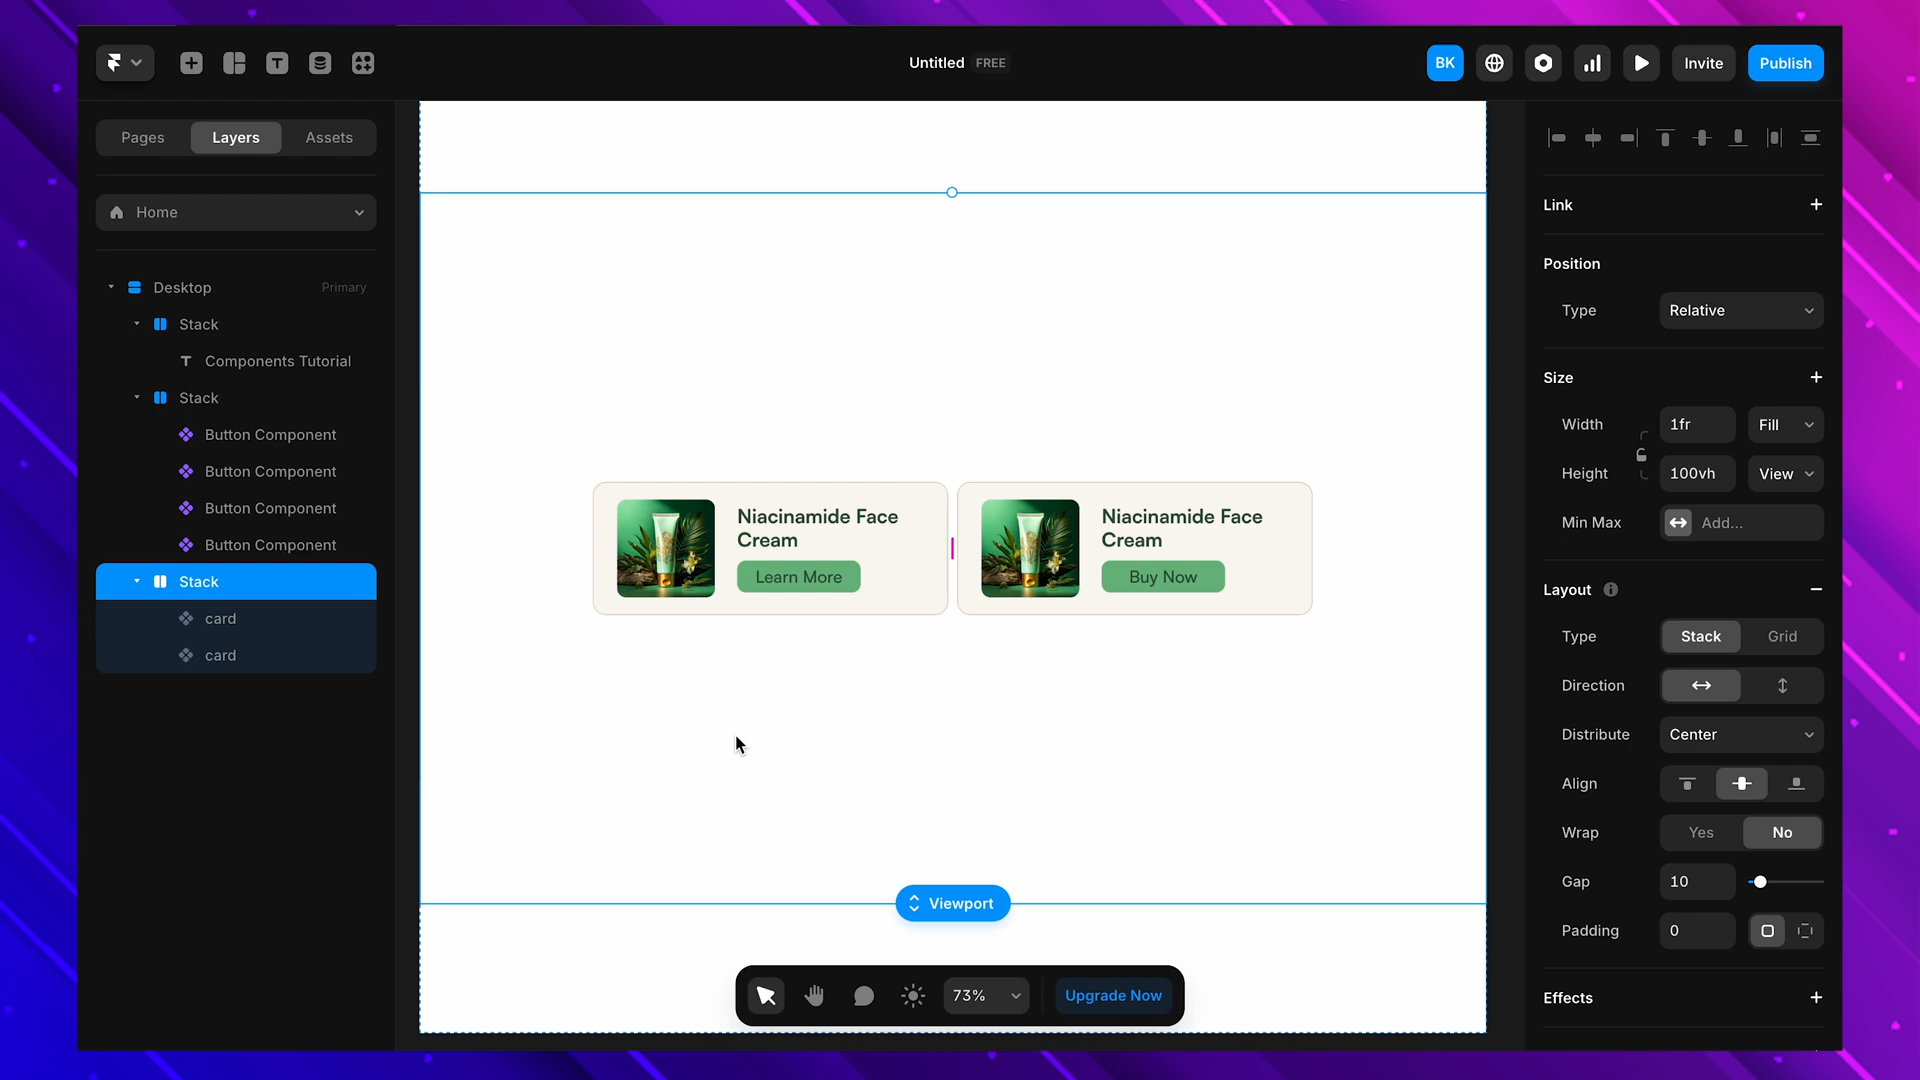 Untitled FREE
BK
Invite
Publish
Pages
Layers
Assets
Home
Desktop
Primary
Stack
Components Tutorial
Stack
Button Component
Button Component
Button Component
Button Component
Stack
card
card
Niacinamide Face
Cream
Learn More
Niacinamide Face
Cream
Buy Now
Viewport
73%
Upgrade Now
Link
Position
Type
Relative
Size
Width
1fr
Fill
Height
100vh
View
Min Max
Add...
Layout
Type
Stack
Grid
Direction
Distribute
Center
Align
Wrap
Yes
No
Gap
10
Padding
0
Effects